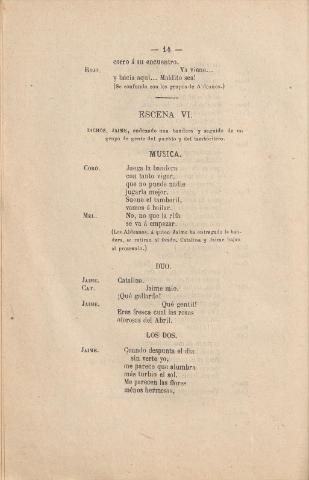 — 14 —
corro á su encuentro.
Ya viene...
y hacia aquí... Maldito sea!
(Se confunde con los grupos de Aldeanos.)
ESCENA VI.
DICHOS, JAIME, ondeando una bandera y seguido de un
grupo de gente del pueblo y del tamborilero.
MUSICA.
CORO. Juega la bandera
con tanto vigor,
que no puede nadie
jugarla mejor.
Suene el tamboril,
vamos á bailar.
MEL. No, no que la rifa
se va á empezar.
(Los Aldeanos, á quien Jaime ha entregado la ban-
dera, se retiran al fondo, Catalina y Jaime bajan
al proscenio.)
DUO.
JAIME. Catalina.
CAT. Jaime mio.
¡Qué gallardo!
JAIME. Qué gentil!
Eres fresca cual las rosas
olorosas del Abril.
LOS DOS.
JAIME. Cuando despunta el dia
sin verte yo,
me parece que alumbra
más turbio el sol.
Me parecen las flores
ménos hermosas,